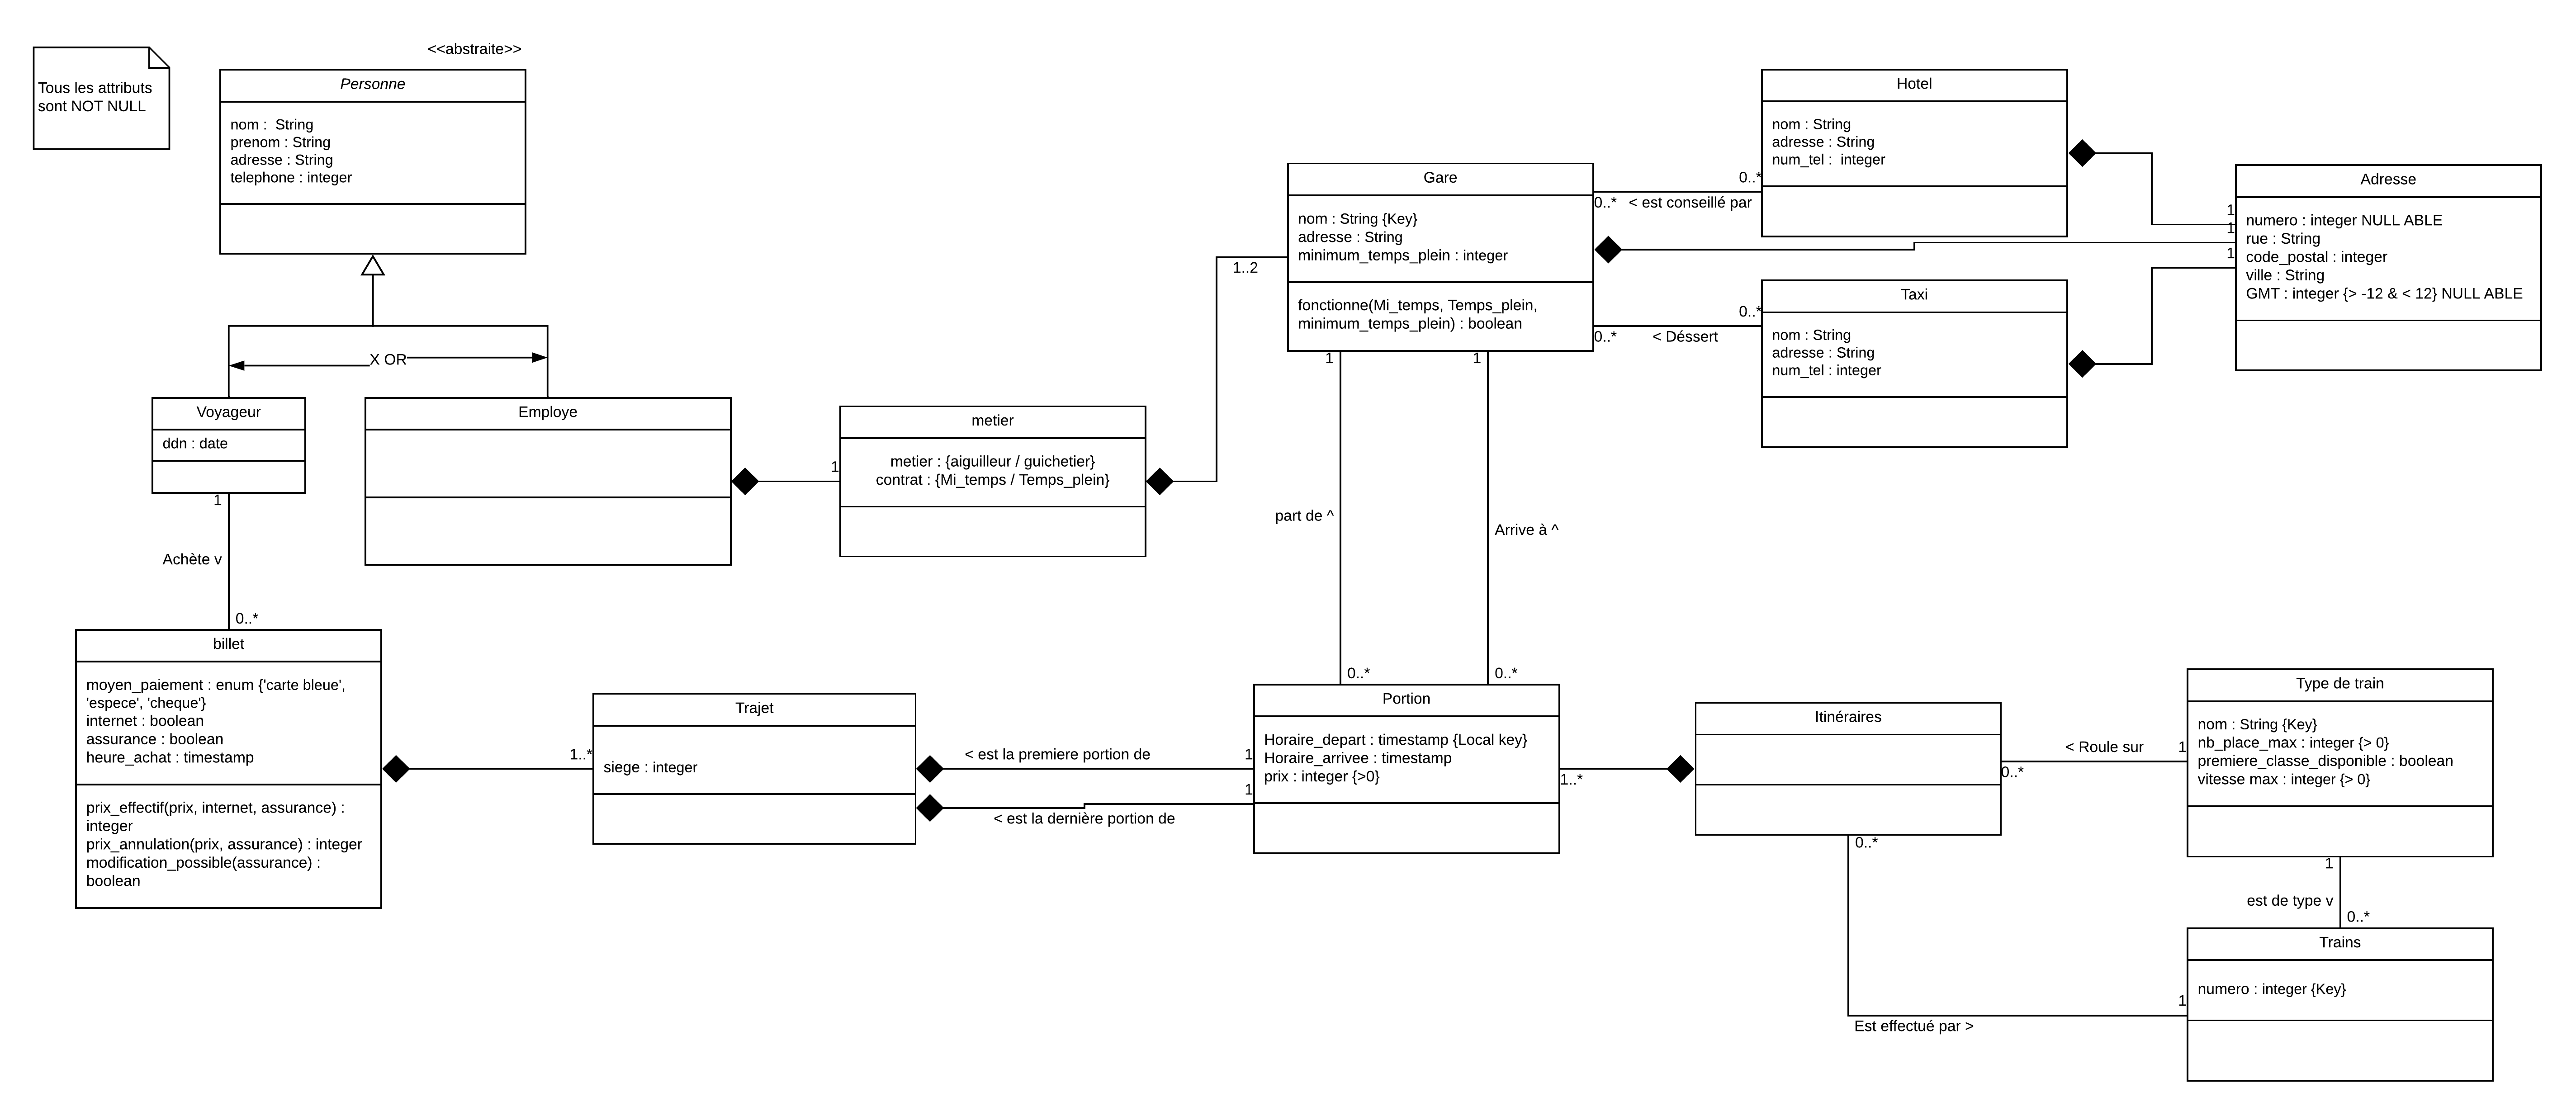 Tous les attributs
sont NOT NULL
<<abstraite>>
Personne
nom :  String
prenom : String
adresse : String
telephone : integer
X OR
Voyageur
ddn : date
Employe
1
metier
metier : {aiguilleur / guichetier}
contrat : {Mi_temps / Temps_plein}
1..2
Gare
nom : String {Key}
adresse : String
minimum_temps_plein : integer
fonctionne(Mi_temps, Temps_plein,
minimum_temps_plein) : boolean
0..*
0..*
< est conseillé par
0..*
0..*
< Déssert
Hotel
nom : String
adresse : String
num_tel :  integer
Taxi
nom : String
adresse : String
num_tel : integer
1
1
1
Adresse
numero : integer NULL ABLE
rue : String
code_postal : integer
ville : String
GMT : integer {> -12 & < 12} NULL ABLE
1
Achète v
0..*
billet
moyen_paiement : enum {'carte bleue',
'espece', 'cheque'}
internet : boolean
assurance : boolean
heure_achat : timestamp
prix_effectif(prix, internet, assurance) :
integer
prix_annulation(prix, assurance) : integer
modification_possible(assurance) :
boolean
1..*
Trajet
siege : integer
< est la premiere portion de
1
1
< est la dernière portion de
1
1
part de ^
Arrive à ^
0..*
0..*
Portion
Horaire_depart : timestamp {Local key}
Horaire_arrivee : timestamp
prix : integer {>0}
1..*
Itinéraires
0..*
< Roule sur
1
Type de train
nom : String {Key}
nb_place_max : integer {> 0}
premiere_classe_disponible : boolean
vitesse max : integer {> 0}
1
est de type v
0..*
Trains
numero : integer {Key}
0..*
1
Est effectué par >